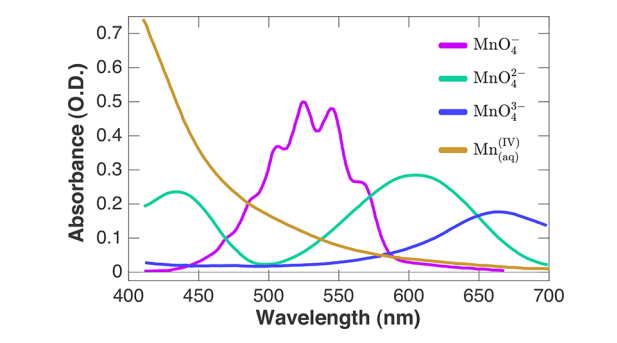 Absorbance (O.D.)
0.7
0.6
0.5
0.4
0.3
0.2
0.1
0
400 450 500 550 600 650 700
Wavelength (nm)
MnO₄⁻
MnO₄²⁻
MnO₄³⁻
Mn₍aq₎⁽ᴵⱽ⁾